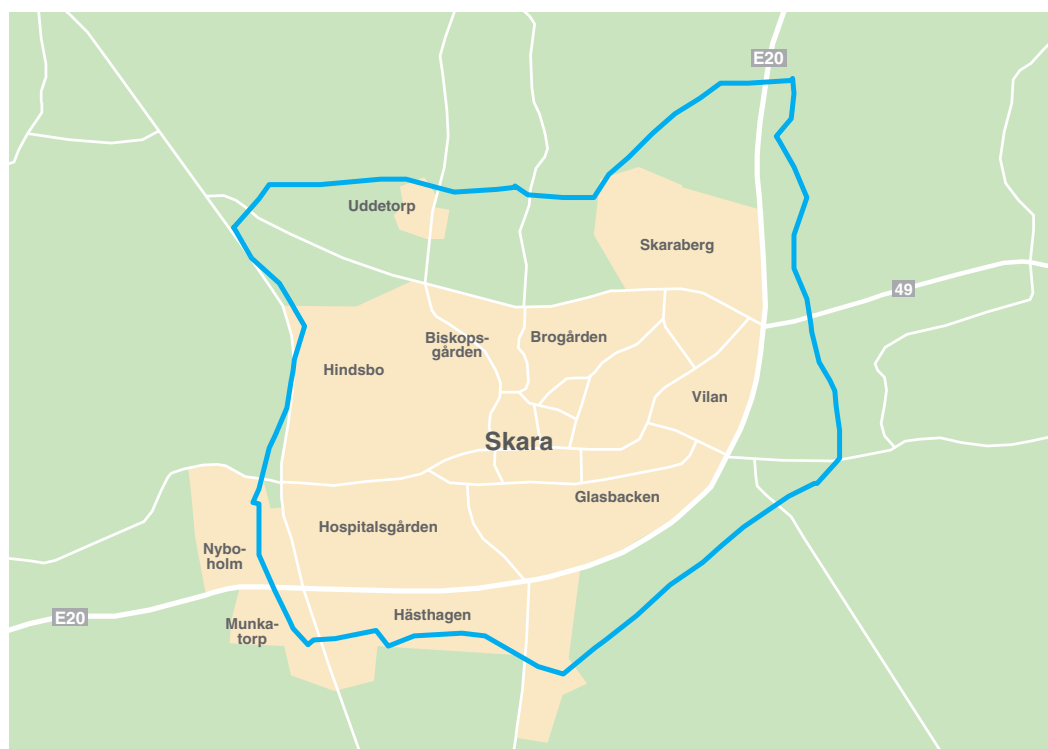 E20
Uddetorp
Skaraberg
49
Biskops-
gården
Brogården
Hindsbo
Vilan
Skara
Glasbacken
Hospitalsgården
Nybo-
holm
E20
Munka-
torp
Hästhagen